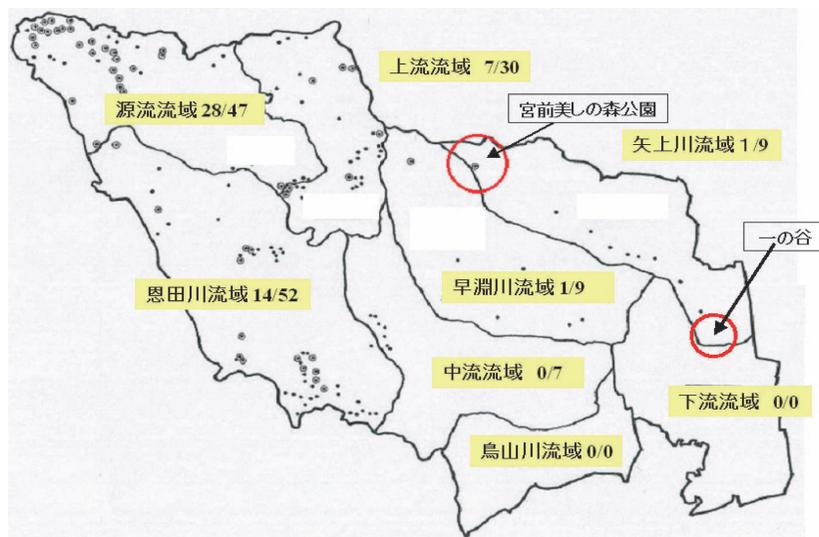 上流流域 7/30
源流流域 28/47
宮前美しの森公園
矢上川流域 1/9
一の谷
恩田川流域 14/52
早淵川流域 1/9
中流流域 0/7
下流流域 0/0
鳥山川流域 0/0